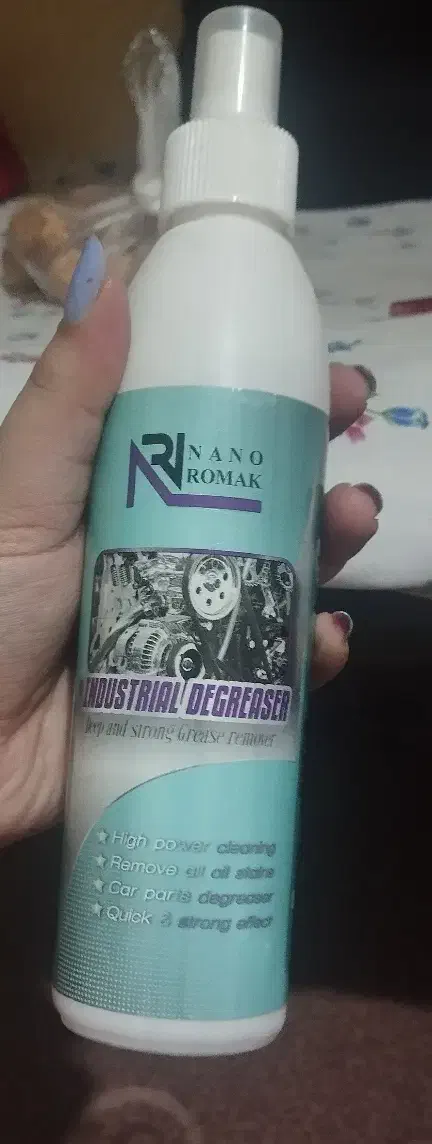 NANO
ROMAK
INDUSTRIAL DEGREASER
Deep and strong Grease remover
High power cleaning
Remove all oil stains
Car parts degreaser
Quick & strong effect